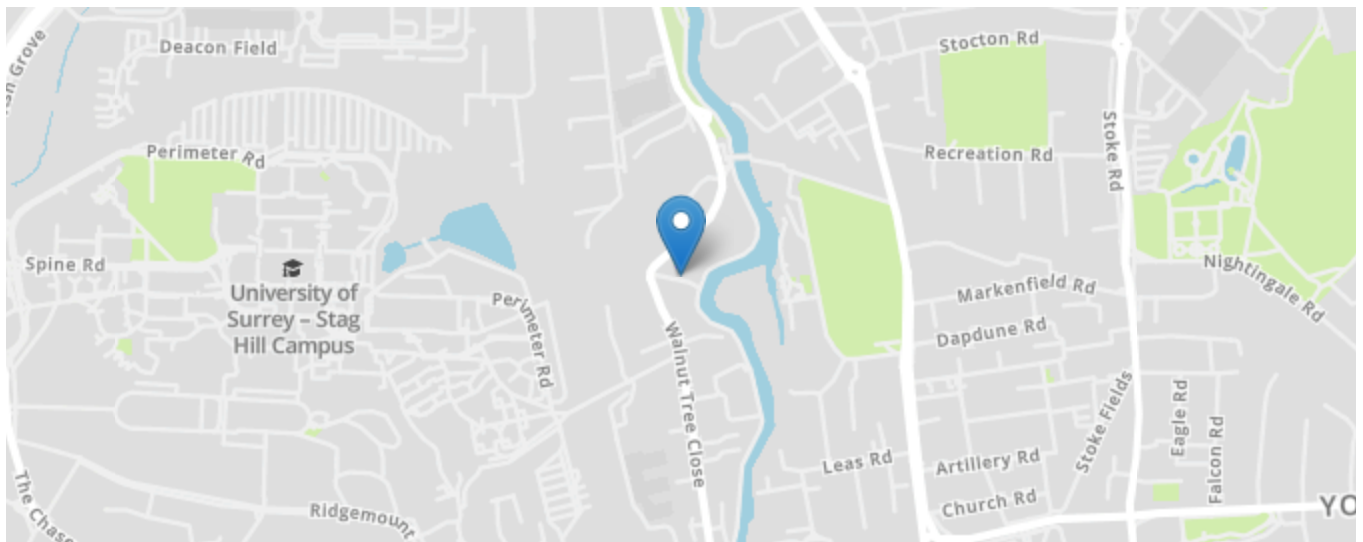 Deacon Field
Stocton Rd
Perimeter Rd
Recreation Rd
Stoke Rd
Spine Rd
University of
Surrey – Stag
Hill Campus
Perimeter Rd
Nightingale Rd
Markenfield Rd
Dapdune Rd
Walnut Tree Close
Stoke Fields
Eagle Rd
Falcon Rd
Leas Rd
Artillery Rd
Church Rd
The Chase
Ridgemount
YO